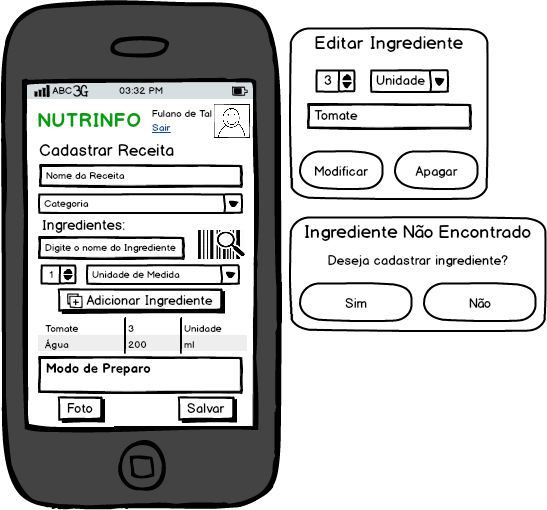 ABC 3G 03:32 PM
NUTRINFO
Fulano de Tal
Sair
Cadastrar Receita
Nome da Receita
Categoria
Ingredientes:
Digite o nome do Ingrediente
1 Unidade de Medida
Adicionar Ingrediente
Tomate 3 Unidade
Água 200 ml
Modo de Preparo
Foto Salvar
Editar Ingrediente
3 Unidade
Tomate
Modificar Apagar
Ingrediente Não Encontrado
Deseja cadastrar ingrediente?
Sim Não